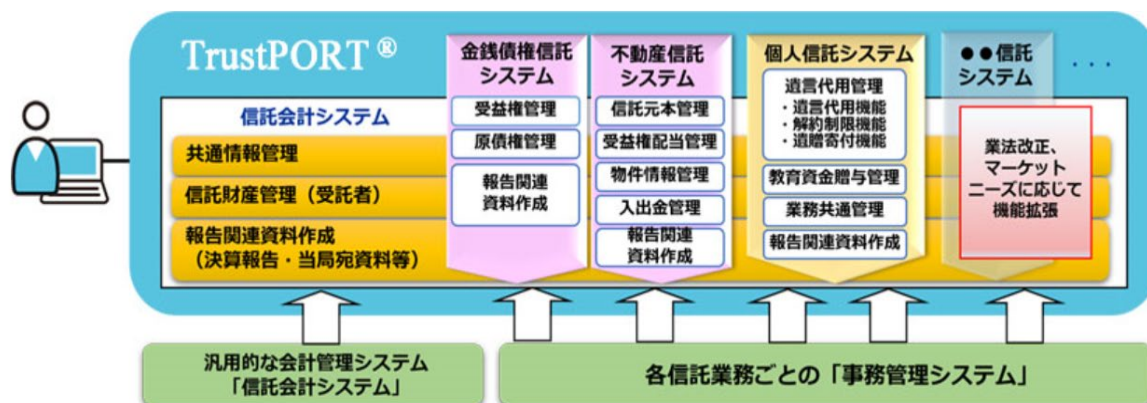 TrustPORT®
信託会計システム
共通情報管理
信託財産管理（受託者）
報告関連資料作成
（決算報告・当局宛資料等）
金銭債権信託
システム
受益権管理
原債権管理
報告関連
資料作成
不動産信託
システム
信託元本管理
受益権配当管理
物件情報管理
入出金管理
報告関連
資料作成
個人信託システム
遺言代用管理
・遺言代用機能
・解約制限機能
・遺贈寄付機能
教育資金贈与管理
業務共通管理
報告関連資料作成
●●信託
システム
業法改正、
マーケット
ニーズに応じて
機能拡張
・・・
汎用的な会計管理システム
「信託会計システム」
各信託業務ごとの「事務管理システム」